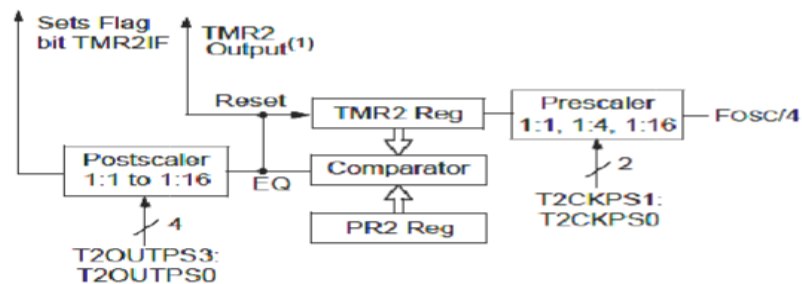 Sets Flag
bit TMR2IF
TMR2
Output(1)
Reset
TMR2 Reg
Prescaler
1:1, 1:4, 1:16
Fosc/4
Postscaler
1:1 to 1:16
EQ
Comparator
2
T2CKPS1:
T2CKPS0
4
PR2 Reg
T2OUTPS3:
T2OUTPS0